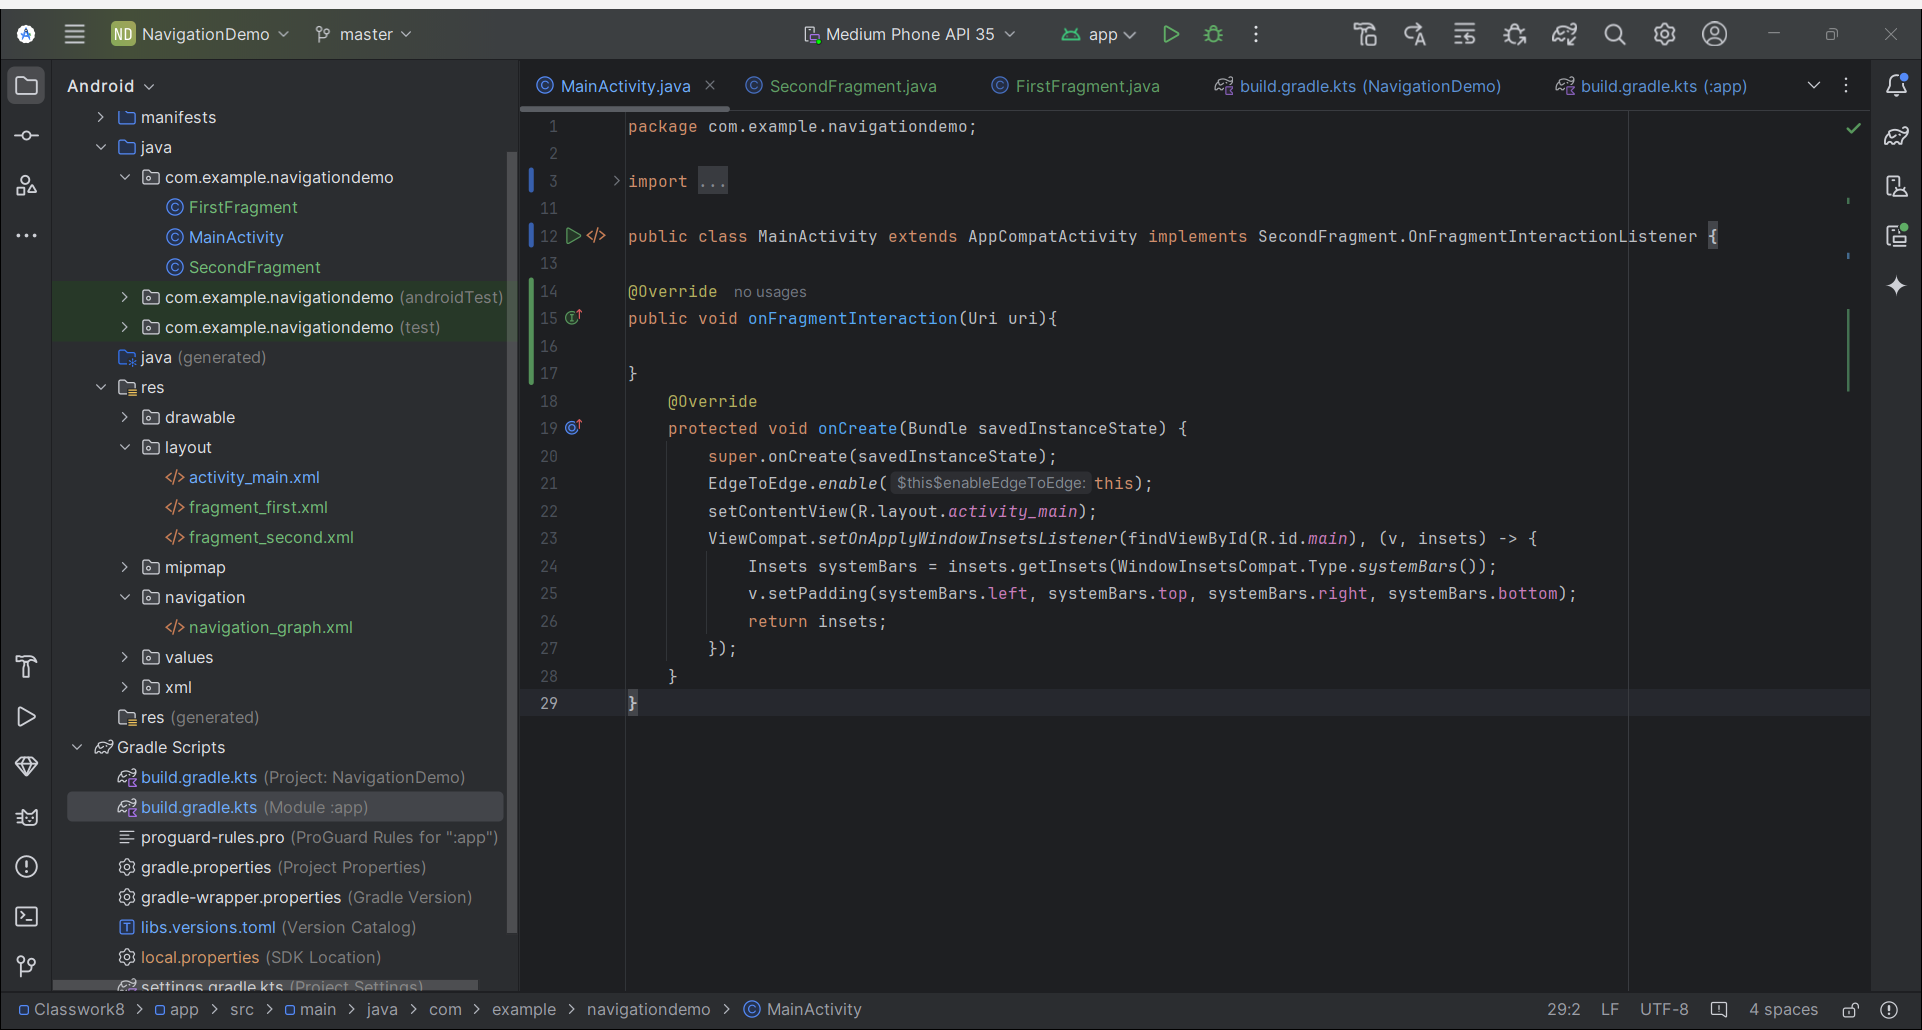 ND NavigationDemo master Medium Phone API 35 app
Android
manifests
java
com.example.navigationdemo
FirstFragment
MainActivity
SecondFragment
com.example.navigationdemo (androidTest)
com.example.navigationdemo (test)
java (generated)
res
drawable
layout
</> activity_main.xml
</> fragment_first.xml
</> fragment_second.xml
mipmap
navigation
</> navigation_graph.xml
values
xml
res (generated)
Gradle Scripts
build.gradle.kts (Project: NavigationDemo)
build.gradle.kts (Module :app)
proguard-rules.pro (ProGuard Rules for ":app")
gradle.properties (Project Properties)
gradle-wrapper.properties (Gradle Version)
libs.versions.toml (Version Catalog)
local.properties (SDK Location)
settings.gradle.kts (Project Settings)
MainActivity.java SecondFragment.java FirstFragment.java build.gradle.kts (NavigationDemo) build.gradle.kts (:app)
1 package com.example.navigationdemo;
2
3 import ...
11
12 </> public class MainActivity extends AppCompatActivity implements SecondFragment.OnFragmentInteractionListener {
13
14 @Override no usages
15 public void onFragmentInteraction(Uri uri){
16
17 }
18 @Override
19 protected void onCreate(Bundle savedInstanceState) {
20 super.onCreate(savedInstanceState);
21 EdgeToEdge.enable( $this$enableEdgeToEdge: this);
22 setContentView(R.layout.activity_main);
23 ViewCompat.setOnApplyWindowInsetsListener(findViewById(R.id.main), (v, insets) -> {
24 Insets systemBars = insets.getInsets(WindowInsetsCompat.Type.systemBars());
25 v.setPadding(systemBars.left, systemBars.top, systemBars.right, systemBars.bottom);
26 return insets;
27 });
28 }
29 }
Classwork8 > app > src > main > java > com > example > navigationdemo > MainActivity 29:2 LF UTF-8 4 spaces